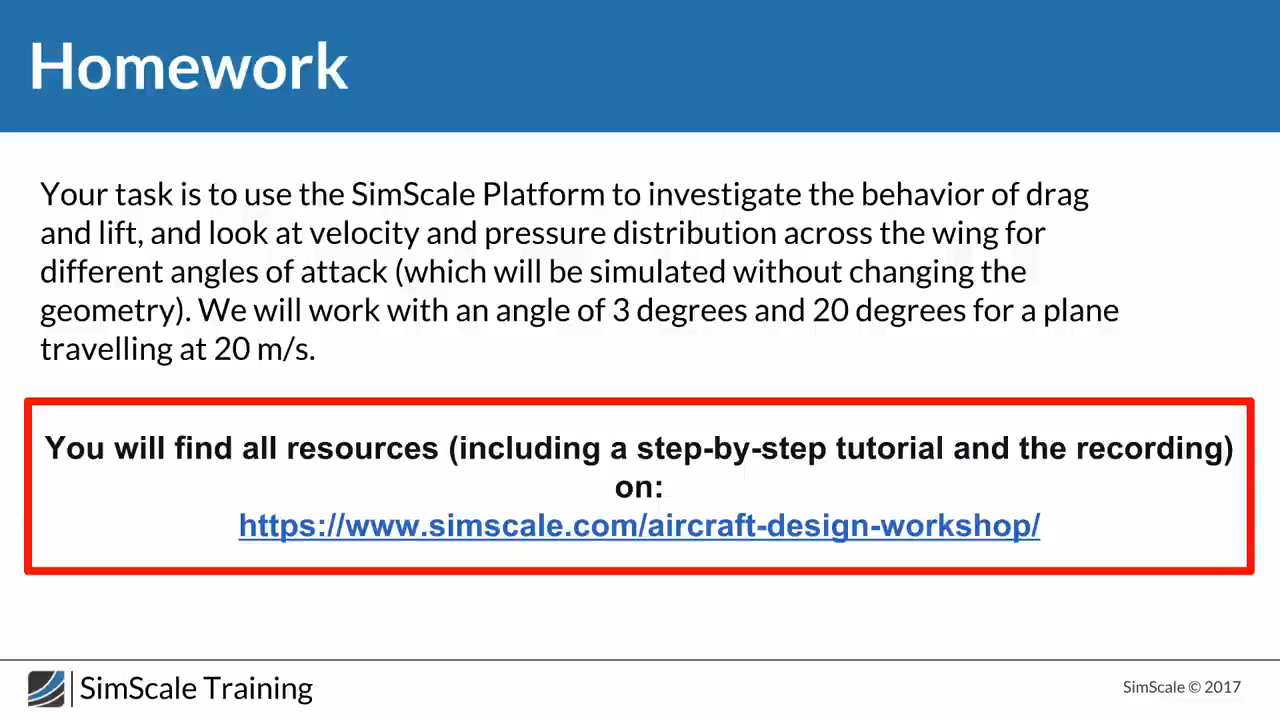 Homework
Your task is to use the SimScale Platform to investigate the behavior of drag
and lift, and look at velocity and pressure distribution across the wing for
different angles of attack (which will be simulated without changing the
geometry). We will work with an angle of 3 degrees and 20 degrees for a plane
travelling at 20 m/s.
You will find all resources (including a step-by-step tutorial and the recording)
on:
https://www.simscale.com/aircraft-design-workshop/
SimScale Training
SimScale © 2017